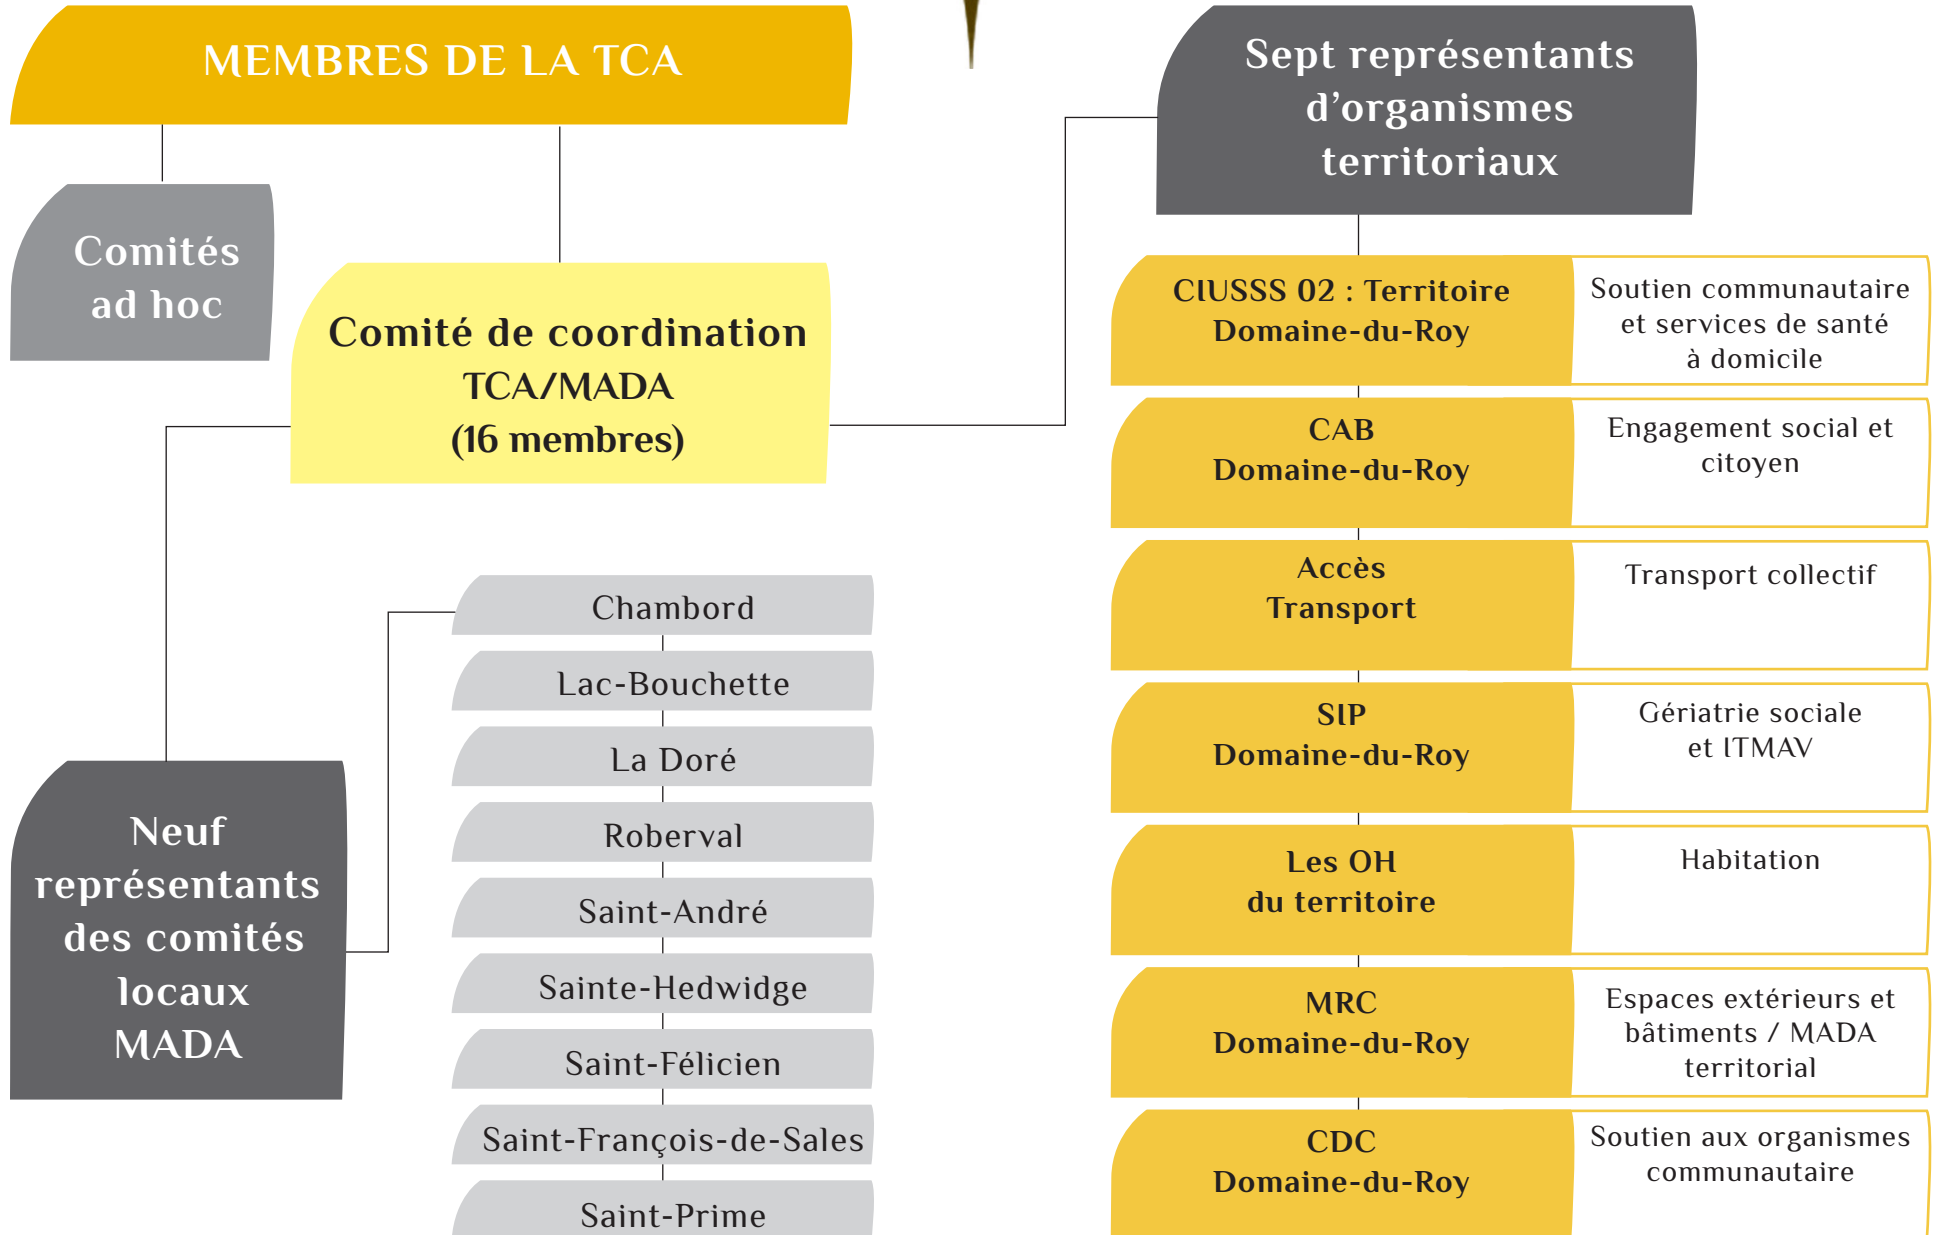 MEMBRES DE LA TCA
Comités
ad hoc
Comité de coordination
TCA/MADA
(16 membres)
Neuf
représentants
des comités
locaux
MADA
Chambord
Lac-Bouchette
La Doré
Roberval
Saint-André
Sainte-Hedwidge
Saint-Félicien
Saint-François-de-Sales
Saint-Prime
Sept représentants
d’organismes
territoriaux
CIUSSS 02 : Territoire
Domaine-du-Roy
Soutien communautaire
et services de santé
à domicile
CAB
Domaine-du-Roy
Engagement social et
citoyen
Accès
Transport
Transport collectif
SIP
Domaine-du-Roy
Gériatrie sociale
et ITMAV
Les OH
du territoire
Habitation
MRC
Domaine-du-Roy
Espaces extérieurs et
bâtiments / MADA
territorial
CDC
Domaine-du-Roy
Soutien aux organismes
communautaire